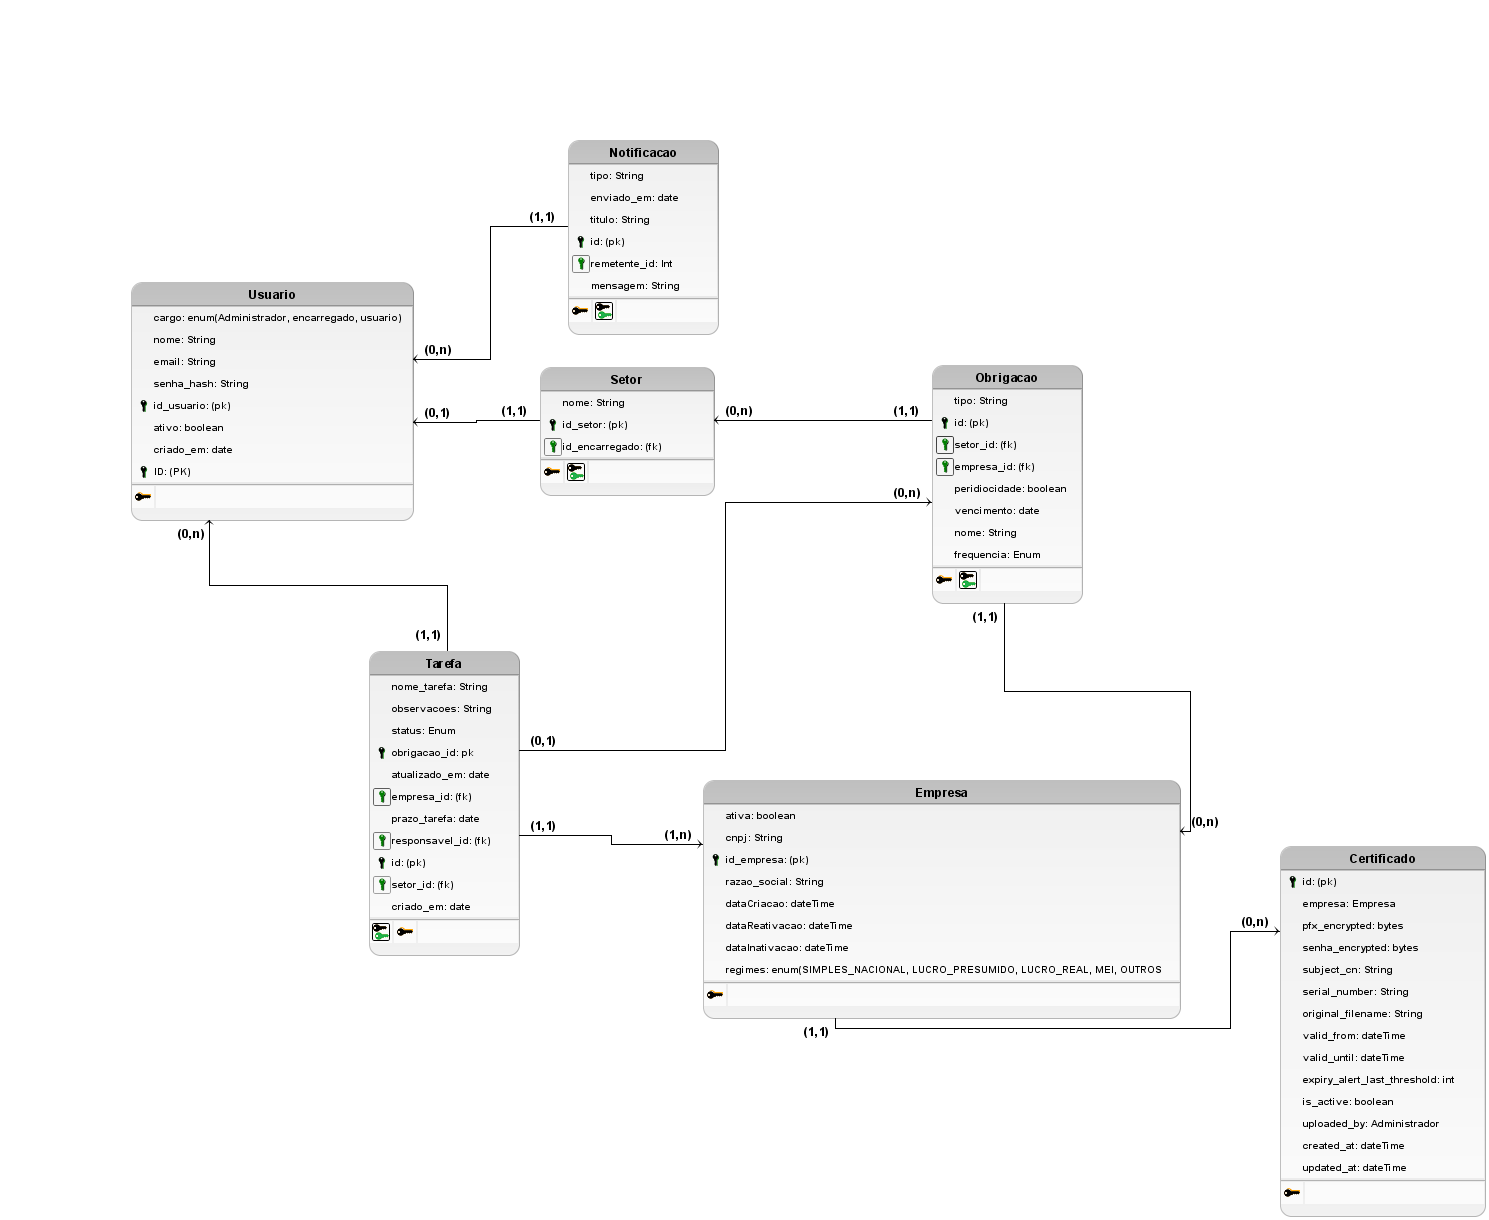 Notificacao
tipo: String
enviado_em: date
titulo: String
id: (pk)
remetente_id: Int
mensagem: String
(1,1)
(0,n)
Usuario
cargo: enum(Administrador, encarregado, usuario)
nome: String
email: String
senha_hash: String
id_usuario: (pk)
ativo: boolean
criado_em: date
ID: (PK)
(0,1)
(1,1)
(0,n)
Setor
nome: String
id_setor: (pk)
id_encarregado: (fk)
(0,n)
(1,1)
Obrigacao
tipo: String
id: (pk)
setor_id: (fk)
empresa_id: (fk)
peridiocidade: boolean
vencimento: date
nome: String
frequencia: Enum
(0,n)
(1,1)
(1,1)
Tarefa
nome_tarefa: String
observacoes: String
status: Enum
obrigacao_id: pk
atualizado_em: date
empresa_id: (fk)
prazo_tarefa: date
responsavel_id: (fk)
id: (pk)
setor_id: (fk)
criado_em: date
(0,1)
(1,1)
(1,n)
Empresa
ativa: boolean
cnpj: String
id_empresa: (pk)
razao_social: String
dataCriacao: dateTime
dataReativacao: dateTime
dataInativacao: dateTime
regimes: enum(SIMPLES_NACIONAL, LUCRO_PRESUMIDO, LUCRO_REAL, MEI, OUTROS
(0,n)
(1,1)
(0,n)
Certificado
id: (pk)
empresa: Empresa
pfx_encrypted: bytes
senha_encrypted: bytes
subject_cn: String
serial_number: String
original_filename: String
valid_from: dateTime
valid_until: dateTime
expiry_alert_last_threshold: int
is_active: boolean
uploaded_by: Administrador
created_at: dateTime
updated_at: dateTime